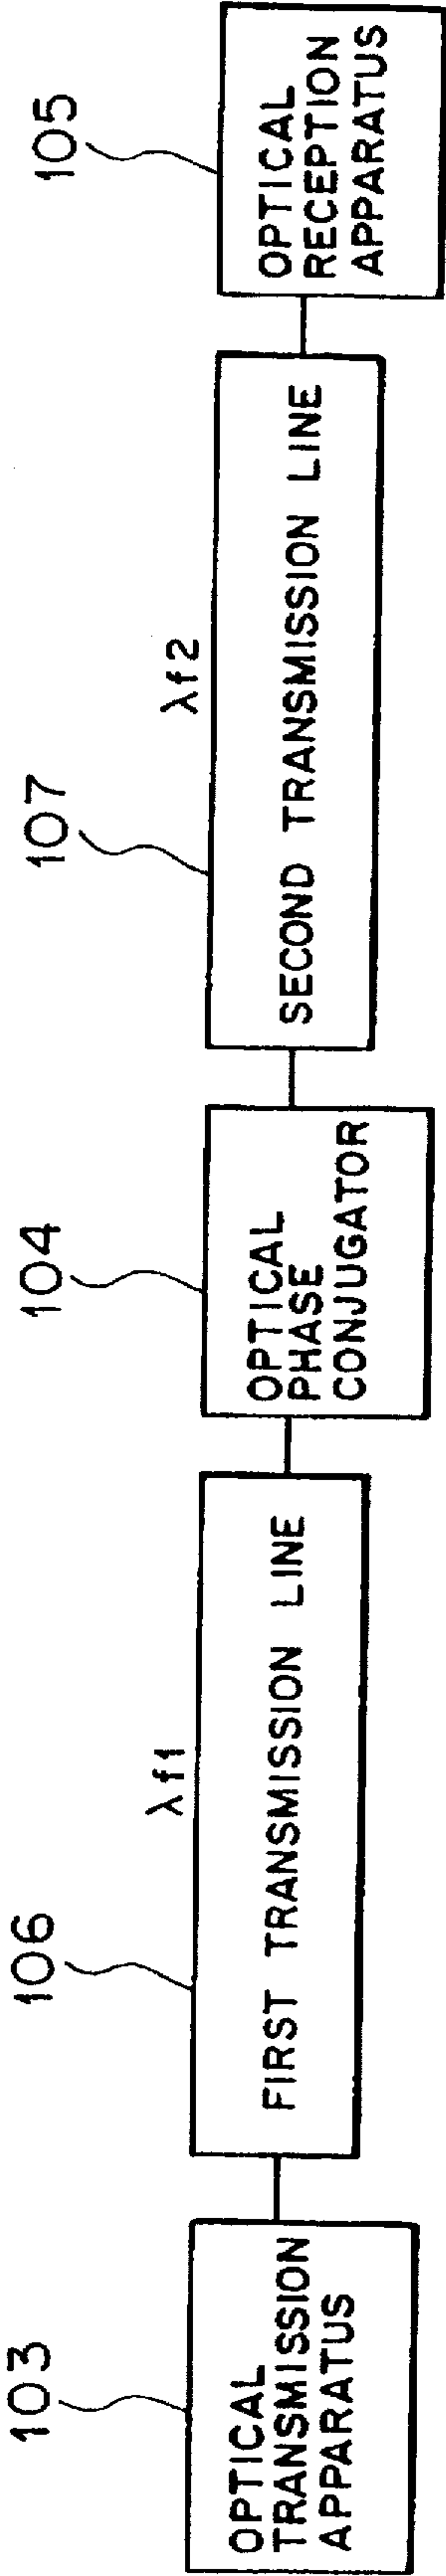 103
OPTICAL
TRANSMISSION
APPARATUS
106
λf1
FIRST TRANSMISSION LINE
104
OPTICAL
PHASE
CONJUGATOR
107
λf2
SECOND TRANSMISSION LINE
105
OPTICAL
RECEPTION
APPARATUS